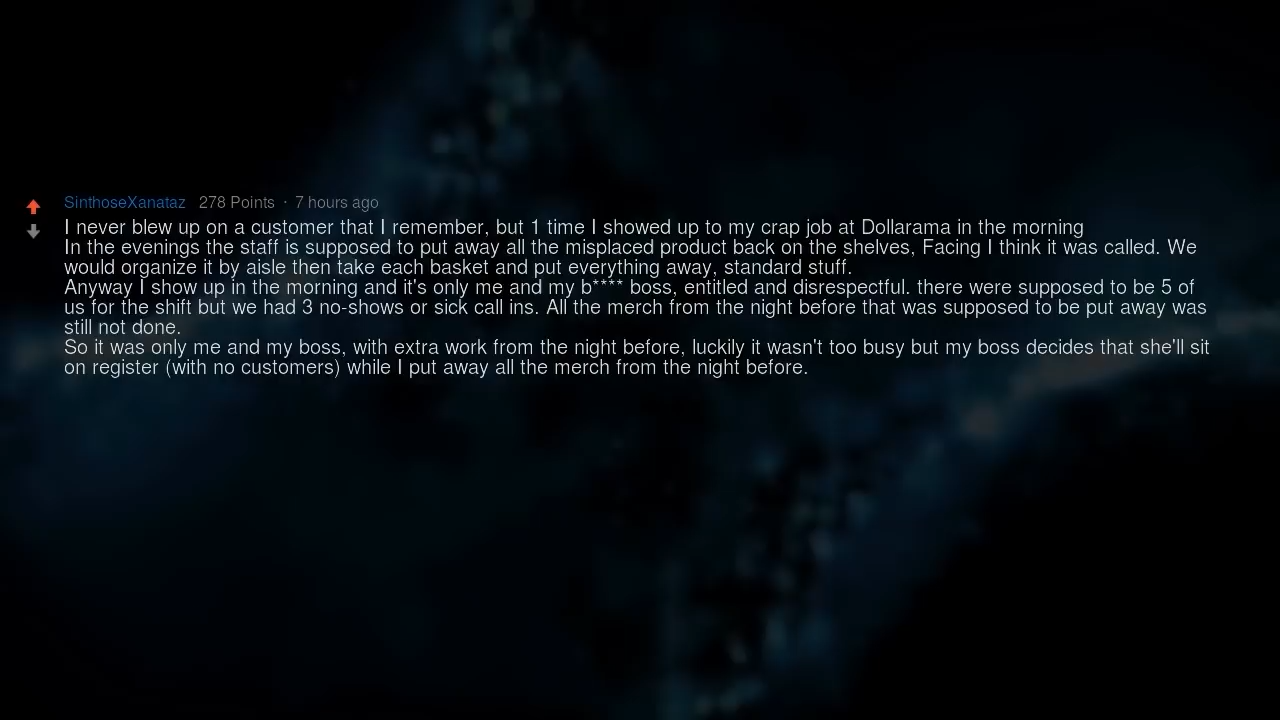 SinthoseXanataz 278 Points · 7 hours ago
I never blew up on a customer that I remember, but 1 time I showed up to my crap job at Dollarama in the morning
In the evenings the staff is supposed to put away all the misplaced product back on the shelves, Facing I think it was called. We
would organize it by aisle then take each basket and put everything away, standard stuff.
Anyway I show up in the morning and it's only me and my b**** boss, entitled and disrespectful. there were supposed to be 5 of
us for the shift but we had 3 no-shows or sick call ins. All the merch from the night before that was supposed to be put away was
still not done.
So it was only me and my boss, with extra work from the night before, luckily it wasn't too busy but my boss decides that she'll sit
on register (with no customers) while I put away all the merch from the night before.